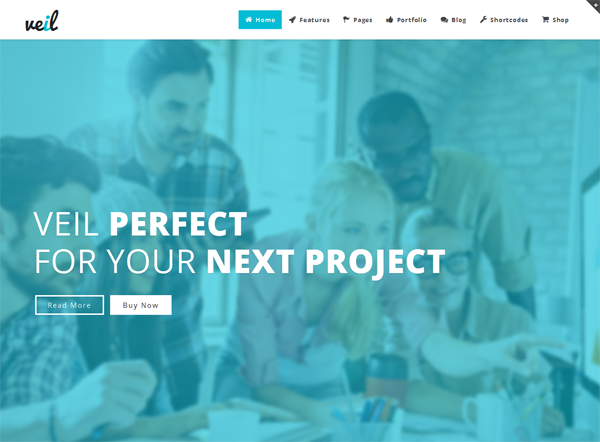 veil
Home Features Pages Portfolio Blog Shortcodes Shop
VEIL PERFECT
FOR YOUR NEXT PROJECT
Read More Buy Now